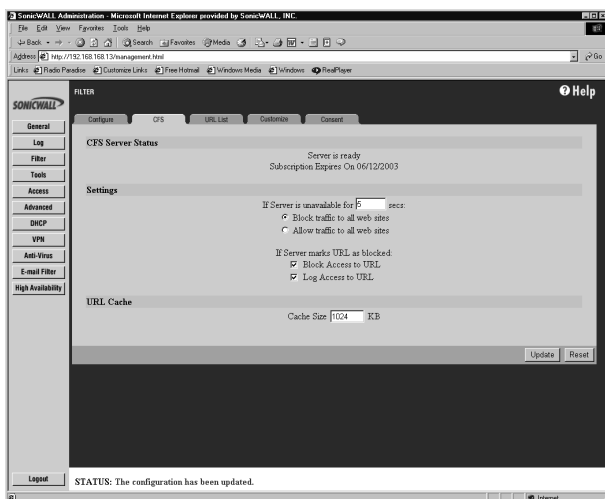 SonicWALL Administration - Microsoft Internet Explorer provided by SonicWALL, INC.
File Edit View Favorites Tools Help
Back Search Favorites Media
Address http://192.168.168.13/management.html Go
Links Radio Paradise Customize Links Free Hotmail Windows Media Windows RealPlayer
SONICWALL
FILTER
Help
Configure CFS URL List Customize Consent
General
Log
Filter
Tools
Access
Advanced
DHCP
VPN
Anti-Virus
E-mail Filter
High Availability
CFS Server Status
Server is ready
Subscription Expires On 06/12/2003
Settings
If Server is unavailable for 5 secs:
Block traffic to all web sites
Allow traffic to all web sites
If Server marks URL as blocked:
Block Access to URL
Log Access to URL
URL Cache
Cache Size 1024 KB
Update Reset
Logout
STATUS: The configuration has been updated.
Internet